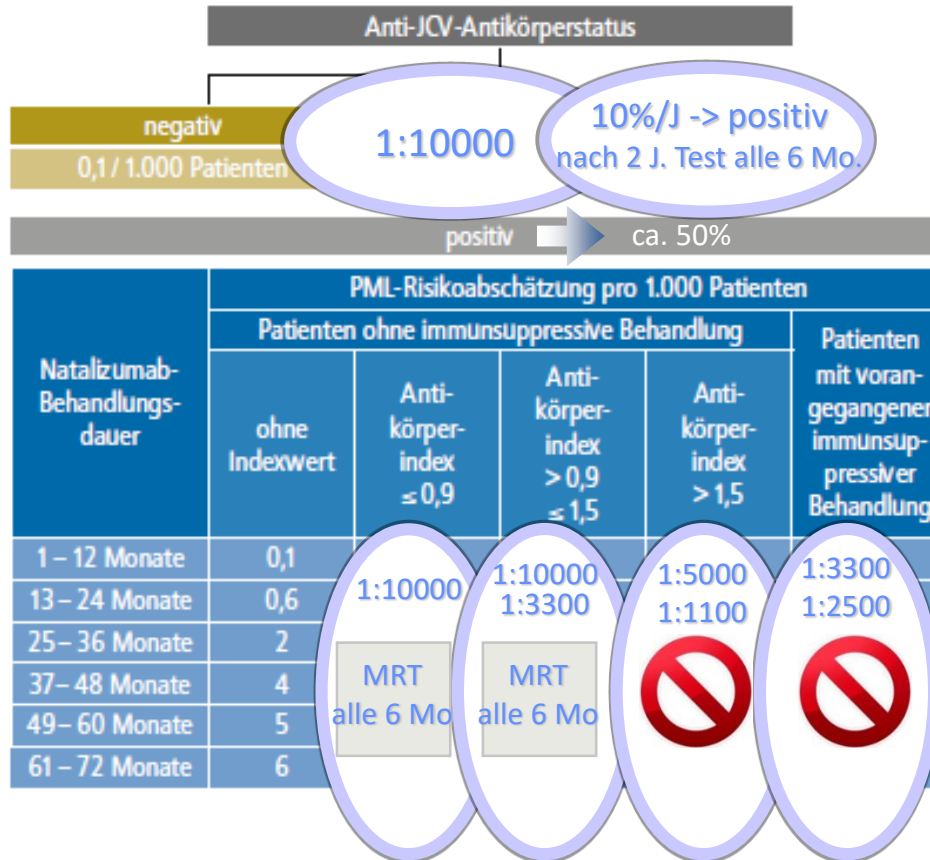 Anti-JCV-Antikörperstatus
negativ
0,1 / 1.000 Patienten
1:10000
10%/J -> positiv
nach 2 J. Test alle 6 Mo.
positiv
ca. 50%
Natalizumab-
Behandlungs-
dauer
PML-Risikoabschätzung pro 1.000 Patienten
Patienten ohne immunsuppressive Behandlung
ohne
Indexwert
Anti-
körper-
index
≤ 0,9
Anti-
körper-
index
> 0,9
≤ 1,5
Anti-
körper-
index
> 1,5
Patienten
mit voran-
gegangener
immunsup-
pressiver
Behandlung
1 – 12 Monate 0,1
13 – 24 Monate 0,6
25 – 36 Monate 2
37 – 48 Monate 4
49 – 60 Monate 5
61 – 72 Monate 6
1:10000
MRT
alle 6 Mo
1:10000
1:3300
MRT
alle 6 Mo
1:5000
1:1100
1:3300
1:2500